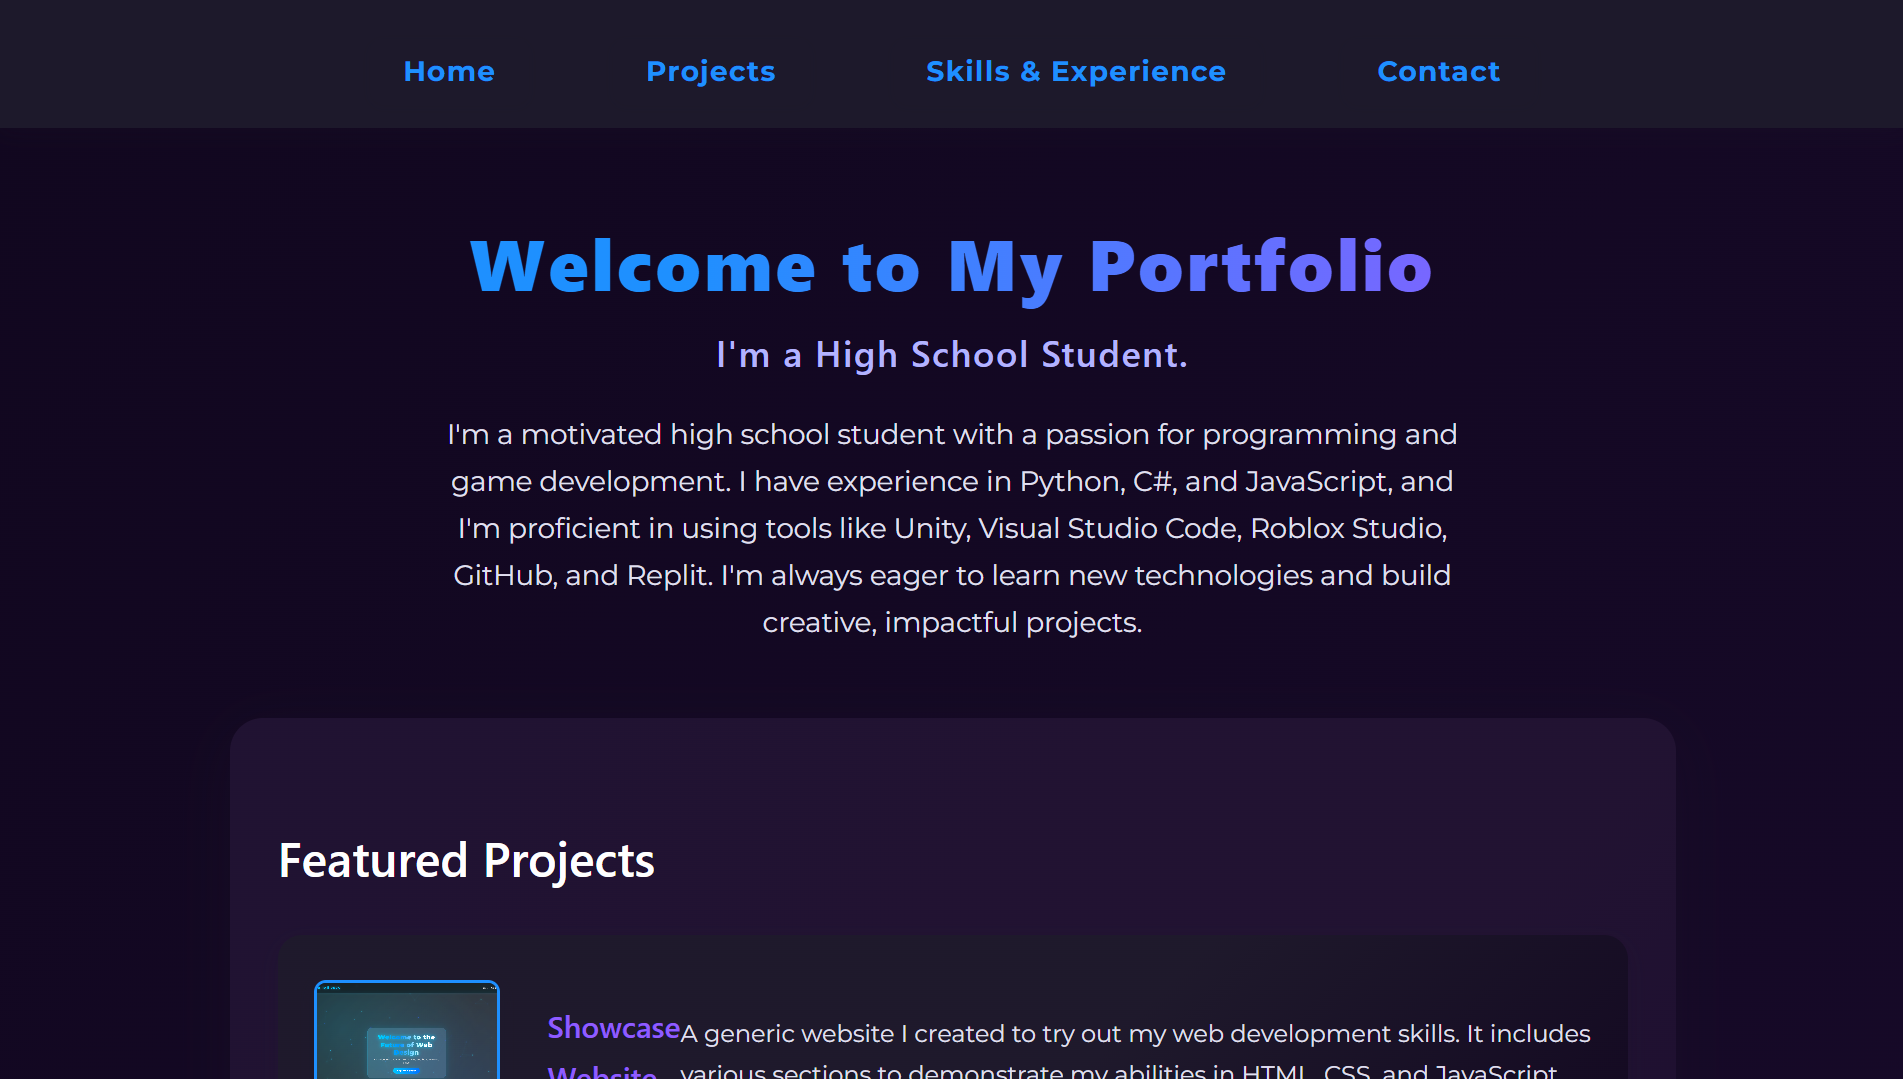 Home Projects Skills & Experience Contact
Welcome to My Portfolio
I'm a High School Student.
I'm a motivated high school student with a passion for programming and
game development. I have experience in Python, C#, and JavaScript, and
I'm proficient in using tools like Unity, Visual Studio Code, Roblox Studio,
GitHub, and Replit. I'm always eager to learn new technologies and build
creative, impactful projects.
Featured Projects
Welcome to the
Future of Web
Design
Showcase
Website
A generic website I created to try out my web development skills. It includes
various sections to demonstrate my abilities in HTML, CSS, and JavaScript